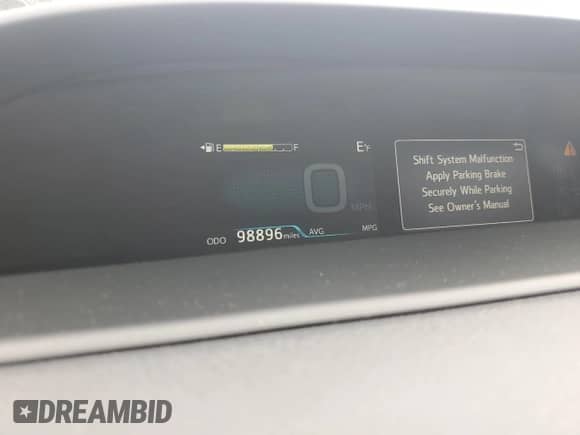 E F
E°F
0
MPH
ODO 98896 miles AVG MPG
Shift System Malfunction
Apply Parking Brake
Securely While Parking
See Owner's Manual
DREAMBID